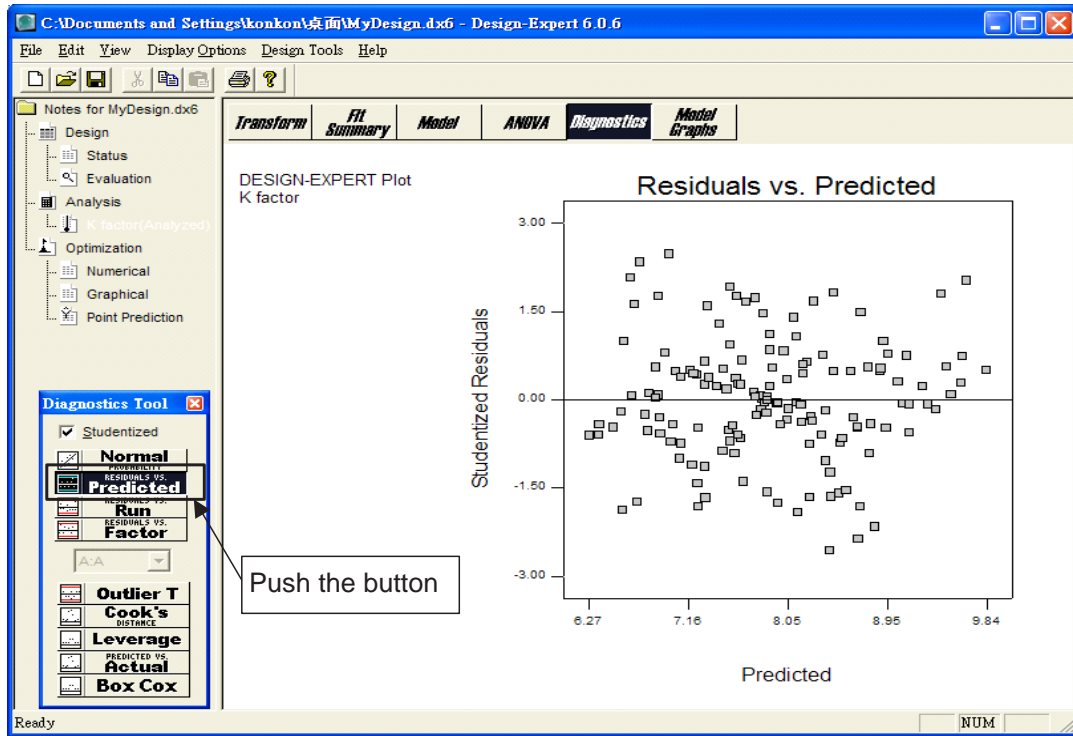 C:\Documents and Settings\konkon\桌面\MyDesign.dx6 - Design-Expert 6.0.6
File Edit View Display Options Design Tools Help
Notes for MyDesign.dx6
Design
Status
Evaluation
Analysis
K factor(Analyzed)
Optimization
Numerical
Graphical
Point Prediction
Transform
Fit Summary
Model
ANOVA
Diagnostics
Model Graphs
DESIGN-EXPERT Plot
K factor
Residuals vs. Predicted
Studentized Residuals
3.00
1.50
0.00
-1.50
-3.00
6.27 7.16 8.05 8.95 9.84
Predicted
Diagnostics Tool
Studentized
Normal
PROBABILITY
RESIDUALS VS.
Predicted
RESIDUALS VS.
Run
RESIDUALS VS.
Factor
A:A
Outlier T
Cook's
DISTANCE
Leverage
PREDICTED VS.
Actual
Box Cox
Push the button
Ready
NUM